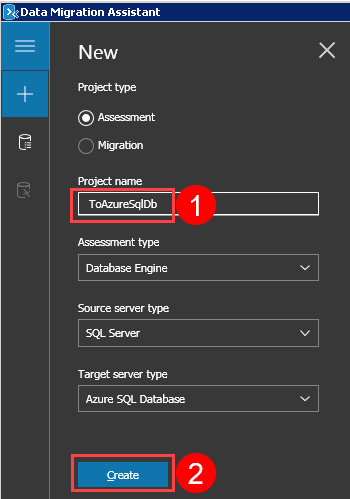 Data Migration Assistant
New
Project type
Assessment
Migration
Project name
ToAzureSqlDb
1
Assessment type
Database Engine
Source server type
SQL Server
Target server type
Azure SQL Database
Create
2